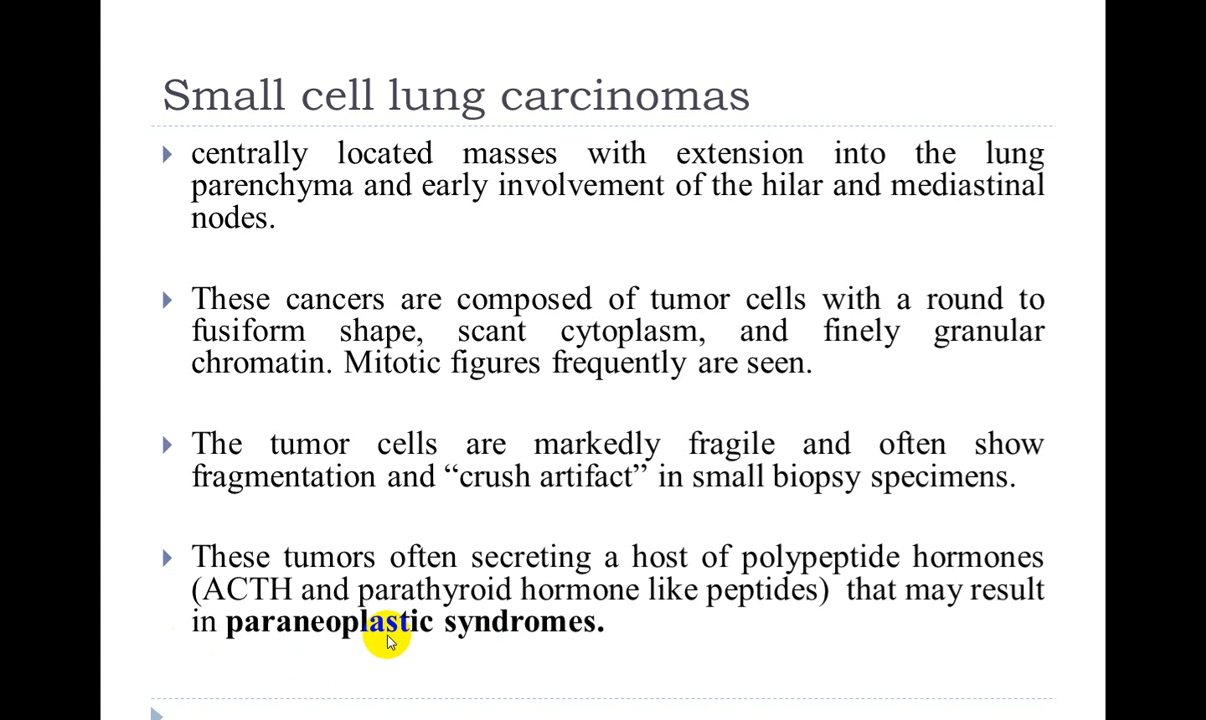 Small cell lung carcinomas
centrally located masses with extension into the lung
parenchyma and early involvement of the hilar and mediastinal
nodes.
These cancers are composed of tumor cells with a round to
fusiform shape, scant cytoplasm, and finely granular
chromatin. Mitotic figures frequently are seen.
The tumor cells are markedly fragile and often show
fragmentation and “crush artifact” in small biopsy specimens.
These tumors often secreting a host of polypeptide hormones
(ACTH and parathyroid hormone like peptides) that may result
in paraneoplastic syndromes.